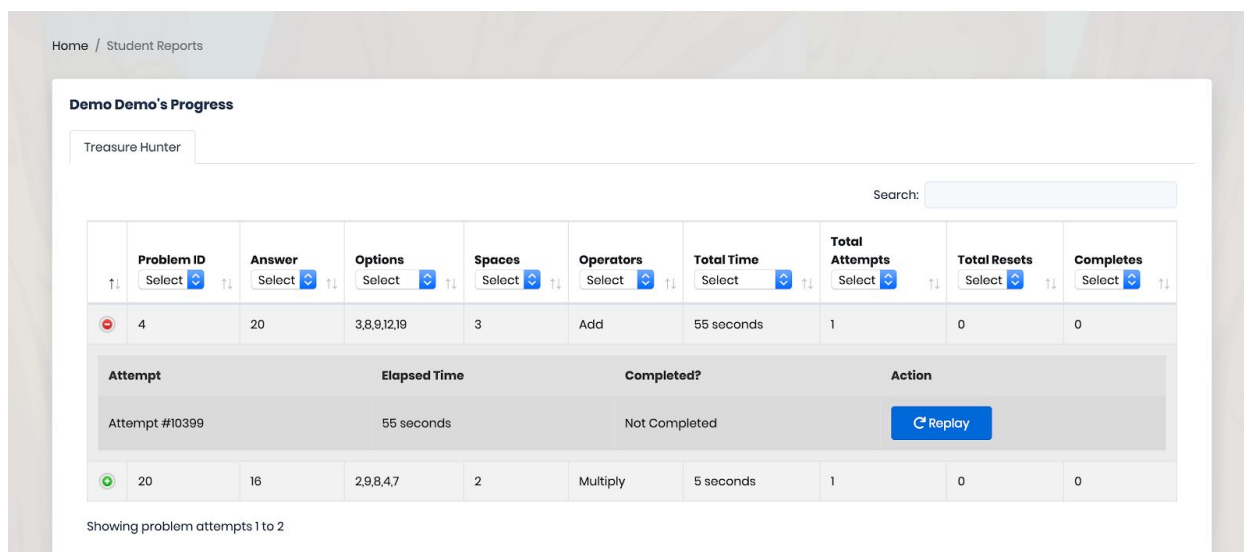 Home / Student Reports
Demo Demo's Progress
Treasure Hunter
Search:
Problem ID Answer Options Spaces Operators Total Time Total Attempts Total Resets Completes
Select Select Select Select Select Select Select Select Select
4 20 3,8,9,12,19 3 Add 55 seconds 1 0 0
Attempt Elapsed Time Completed? Action
Attempt #10399 55 seconds Not Completed Replay
20 16 2,9,8,4,7 2 Multiply 5 seconds 1 0 0
Showing problem attempts 1 to 2